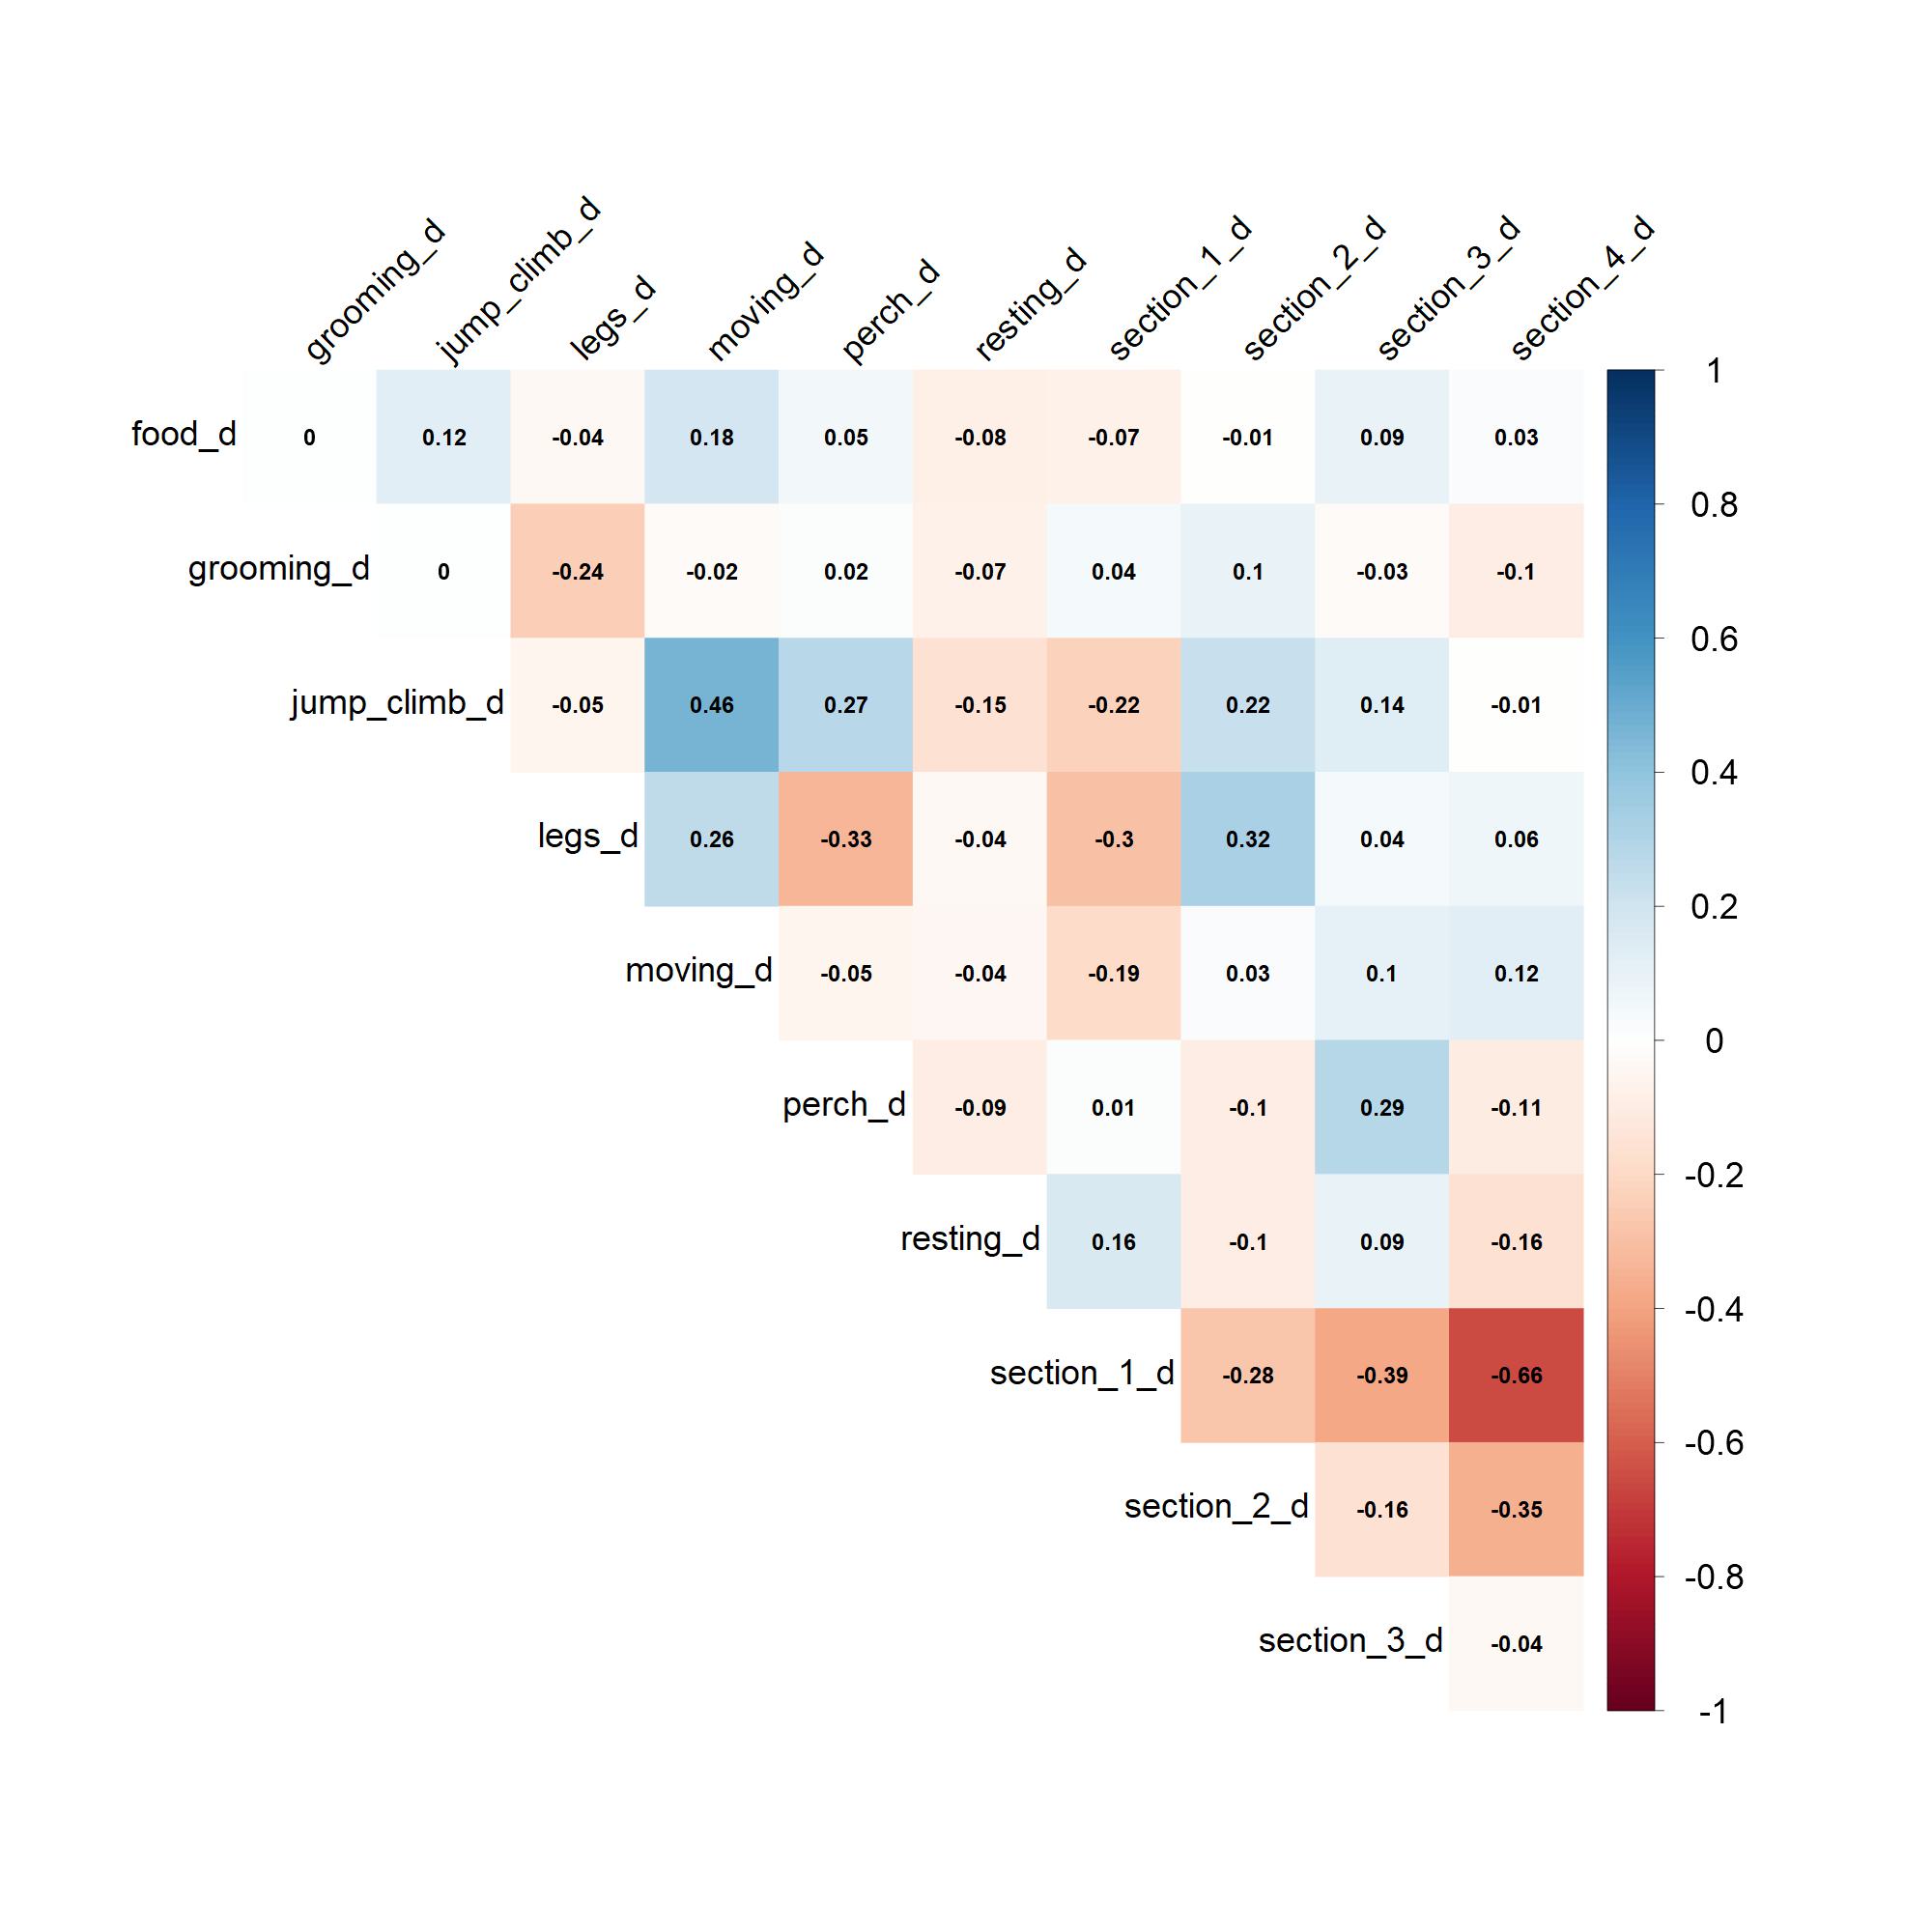 grooming_d jump_climb_d legs_d moving_d perch_d resting_d section_1_d section_2_d section_3_d section_4_d
food_d 0 0.12 -0.04 0.18 0.05 -0.08 -0.07 -0.01 0.09 0.03
grooming_d 0 -0.24 -0.02 0.02 -0.07 0.04 0.1 -0.03 -0.1
jump_climb_d -0.05 0.46 0.27 -0.15 -0.22 0.22 0.14 -0.01
legs_d 0.26 -0.33 -0.04 -0.3 0.32 0.04 0.06
moving_d -0.05 -0.04 -0.19 0.03 0.1 0.12
perch_d -0.09 0.01 -0.1 0.29 -0.11
resting_d 0.16 -0.1 0.09 -0.16
section_1_d -0.28 -0.39 -0.66
section_2_d -0.16 -0.35
section_3_d -0.04
1
0.8
0.6
0.4
0.2
0
-0.2
-0.4
-0.6
-0.8
-1